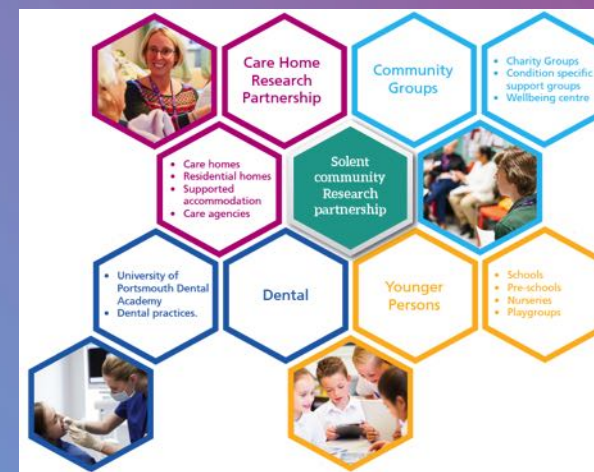 Care Home
Research
Partnership
Community
Groups
• Charity Groups
• Condition specific
support groups
• Wellbeing centre
• Care homes
• Residential homes
• Supported
accommodation
• Care agencies
Solent
community
Research
partnership
• University of
Portsmouth Dental
Academy
• Dental practices.
Dental
Younger
Persons
• Schools
• Pre-schools
• Nurseries
• Playgroups